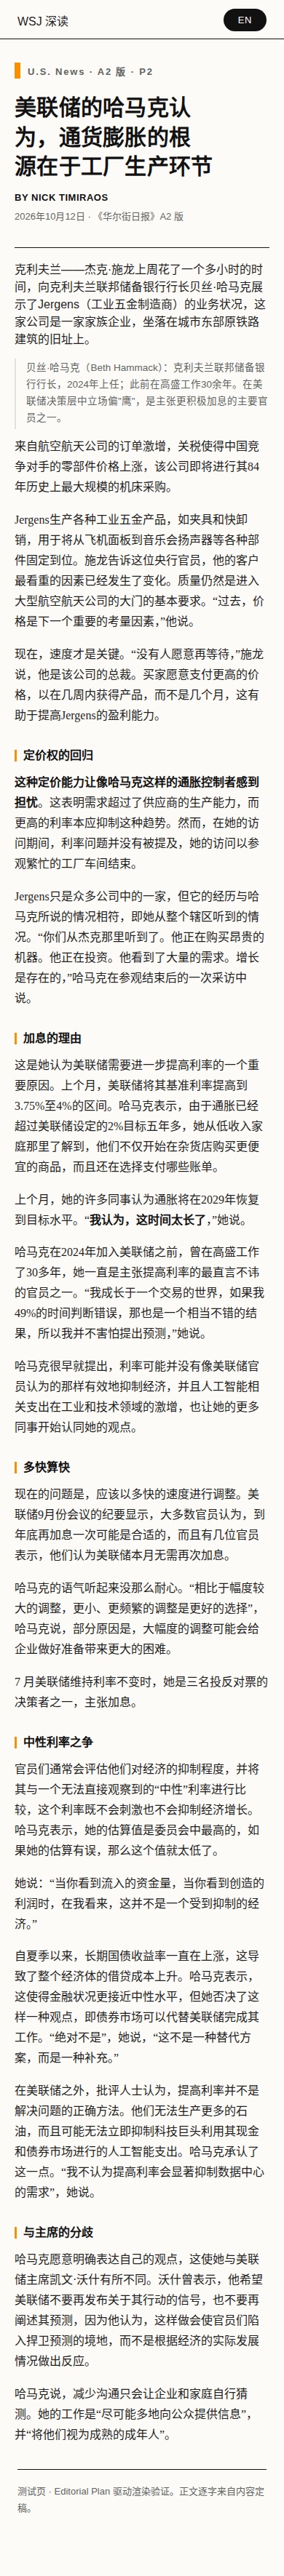 WSJ 深读
EN
U.S. News · A2 版 · P2
美联储的哈马克认
为，通货膨胀的根
源在于工厂生产环节
BY NICK TIMIRAOS
2026年10月12日 · 《华尔街日报》A2 版
克利夫兰——杰克·施龙上周花了一个多小时的时
间，向克利夫兰联邦储备银行行长贝丝·哈马克展
示了Jergens（工业五金制造商）的业务状况，这
家公司是一家家族企业，坐落在城市东部原铁路
建筑的旧址上。
贝丝·哈马克（Beth Hammack）：克利夫兰联邦储备银
行行长，2024年上任；此前在高盛工作30余年。在美
联储决策层中立场偏"鹰"，是主张更积极加息的主要官
员之一。
来自航空航天公司的订单激增，关税使得中国竞
争对手的零部件价格上涨，该公司即将进行其84
年历史上最大规模的机床采购。
Jergens生产各种工业五金产品，如夹具和快卸
销，用于将从飞机面板到音乐会扬声器等各种部
件固定到位。施龙告诉这位央行官员，他的客户
最看重的因素已经发生了变化。质量仍然是进入
大型航空航天公司的大门的基本要求。“过去，价
格是下一个重要的考量因素，”他说。
现在，速度才是关键。“没有人愿意再等待，”施龙
说，他是该公司的总裁。买家愿意支付更高的价
格，以在几周内获得产品，而不是几个月，这有
助于提高Jergens的盈利能力。
定价权的回归
这种定价能力让像哈马克这样的通胀控制者感到
担忧。这表明需求超过了供应商的生产能力，而
更高的利率本应抑制这种趋势。然而，在她的访
问期间，利率问题并没有被提及，她的访问以参
观繁忙的工厂车间结束。
Jergens只是众多公司中的一家，但它的经历与哈
马克所说的情况相符，即她从整个辖区听到的情
况。“你们从杰克那里听到了。他正在购买昂贵的
机器。他正在投资。他看到了大量的需求。增长
是存在的，”哈马克在参观结束后的一次采访中
说。
加息的理由
这是她认为美联储需要进一步提高利率的一个重
要原因。上个月，美联储将其基准利率提高到
3.75%至4%的区间。哈马克表示，由于通胀已经
超过美联储设定的2%目标五年多，她从低收入家
庭那里了解到，他们不仅开始在杂货店购买更便
宜的商品，而且还在选择支付哪些账单。
上个月，她的许多同事认为通胀将在2029年恢复
到目标水平。“我认为，这时间太长了，”她说。
哈马克在2024年加入美联储之前，曾在高盛工作
了30多年，她一直是主张提高利率的最直言不讳
的官员之一。“我成长于一个交易的世界，如果我
49%的时间判断错误，那也是一个相当不错的结
果，所以我并不害怕提出预测，”她说。
哈马克很早就提出，利率可能并没有像美联储官
员认为的那样有效地抑制经济，并且人工智能相
关支出在工业和技术领域的激增，也让她的更多
同事开始认同她的观点。
多快算快
现在的问题是，应该以多快的速度进行调整。美
联储9月份会议的纪要显示，大多数官员认为，到
年底再加息一次可能是合适的，而且有几位官员
表示，他们认为美联储本月无需再次加息。
哈马克的语气听起来没那么耐心。“相比于幅度较
大的调整，更小、更频繁的调整是更好的选择”，
哈马克说，部分原因是，大幅度的调整可能会给
企业做好准备带来更大的困难。
7 月美联储维持利率不变时，她是三名投反对票的
决策者之一，主张加息。
中性利率之争
官员们通常会评估他们对经济的抑制程度，并将
其与一个无法直接观察到的“中性”利率进行比
较，这个利率既不会刺激也不会抑制经济增长。
哈马克表示，她的估算值是委员会中最高的，如
果她的估算有误，那么这个值就太低了。
她说：“当你看到流入的资金量，当你看到创造的
利润时，在我看来，这并不是一个受到抑制的经
济。”
自夏季以来，长期国债收益率一直在上涨，这导
致了整个经济体的借贷成本上升。哈马克表示，
这使得金融状况更接近中性水平，但她否决了这
样一种观点，即债券市场可以代替美联储完成其
工作。“绝对不是”，她说，“这不是一种替代方
案，而是一种补充。”
在美联储之外，批评人士认为，提高利率并不是
解决问题的正确方法。他们无法生产更多的石
油，而且可能无法立即抑制科技巨头利用其现金
和债券市场进行的人工智能支出。哈马克承认了
这一点。“我不认为提高利率会显著抑制数据中心
的需求”，她说。
与主席的分歧
哈马克愿意明确表达自己的观点，这使她与美联
储主席凯文·沃什有所不同。沃什曾表示，他希望
美联储不要再发布关于其行动的信号，也不要再
阐述其预测，因为他认为，这样做会使官员们陷
入捍卫预测的境地，而不是根据经济的实际发展
情况做出反应。
哈马克说，减少沟通只会让企业和家庭自行猜
测。她的工作是“尽可能多地向公众提供信息”，
并“将他们视为成熟的成年人”。
测试页 · Editorial Plan 驱动渲染验证。正文逐字来自内容定
稿。